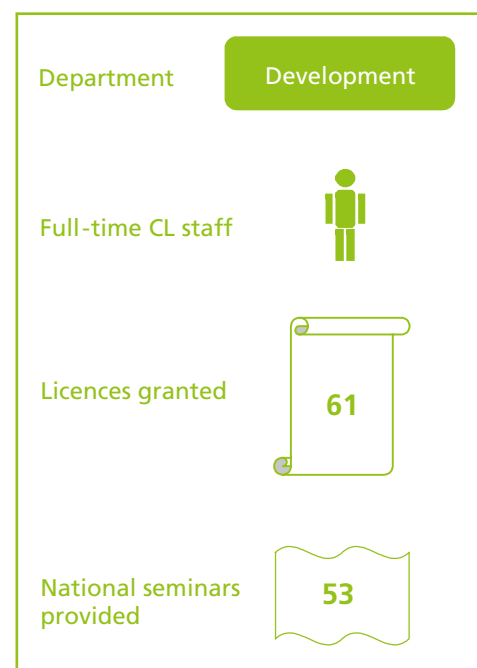 Department
Development
Full-time CL staff
Licences granted
61
National seminars
provided
53